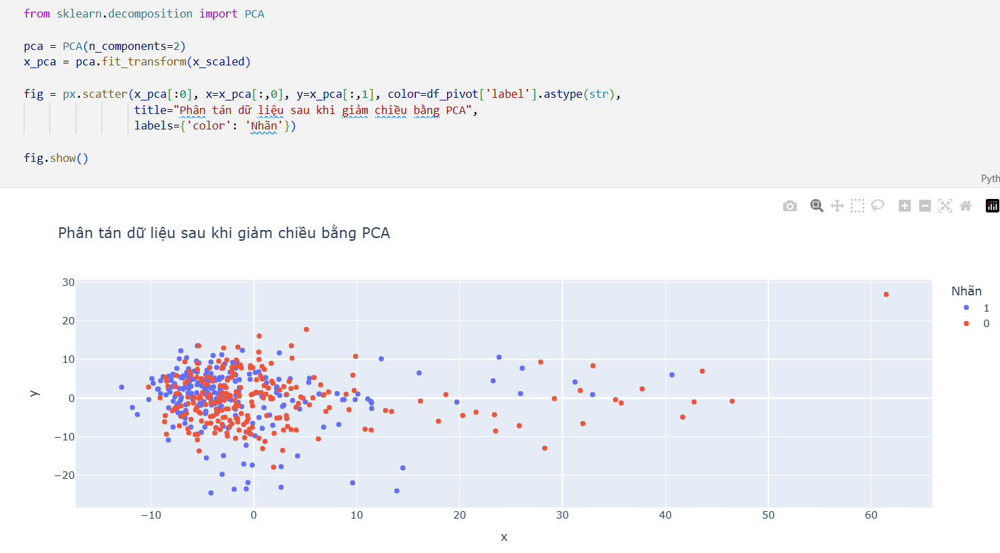 from sklearn.decomposition import PCA
pca = PCA(n_components=2)
x_pca = pca.fit_transform(x_scaled)
fig = px.scatter(x_pca[:0], x=x_pca[:,0], y=x_pca[:,1], color=df_pivot['label'].astype(str),
title="Phân tán dữ liệu sau khi giảm chiều bằng PCA",
labels={'color': 'Nhãn'})
fig.show()
Pyth
Phân tán dữ liệu sau khi giảm chiều bằng PCA
Nhãn
1
0
30
20
10
0
−10
−20
y
−10 0 10 20 30 40 50 60
x